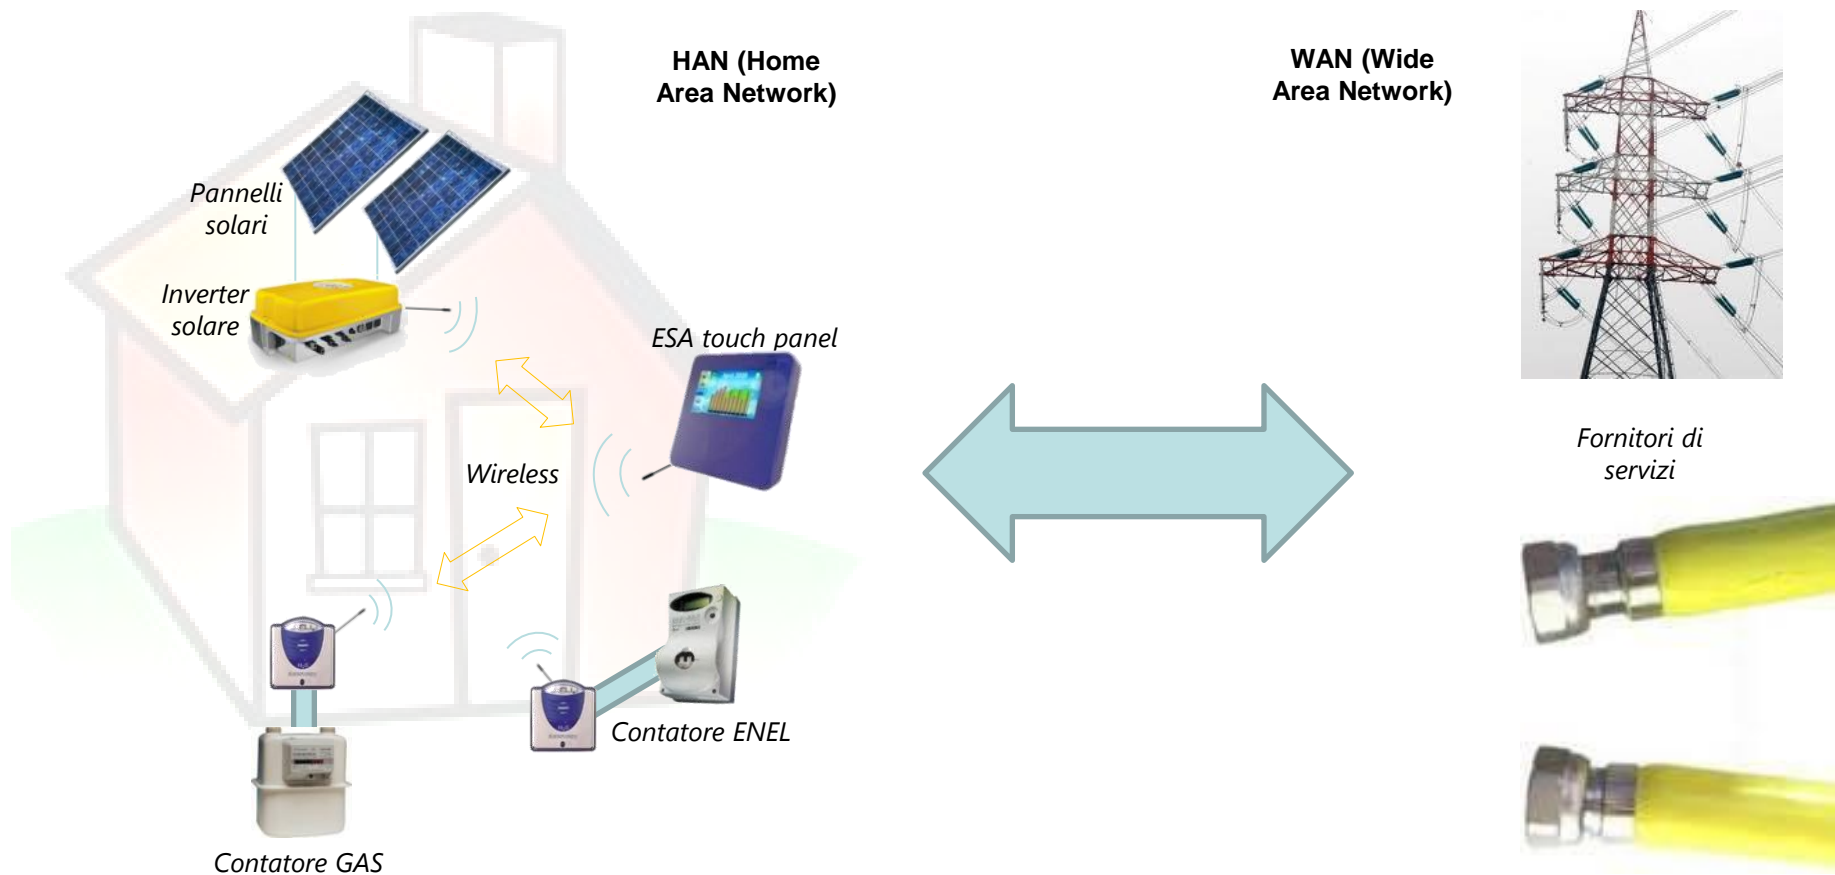 HAN (Home
Area Network)
WAN (Wide
Area Network)
Pannelli
solari
Inverter
solare
ESA touch panel
Wireless
Fornitori di
servizi
Contatore ENEL
Contatore GAS